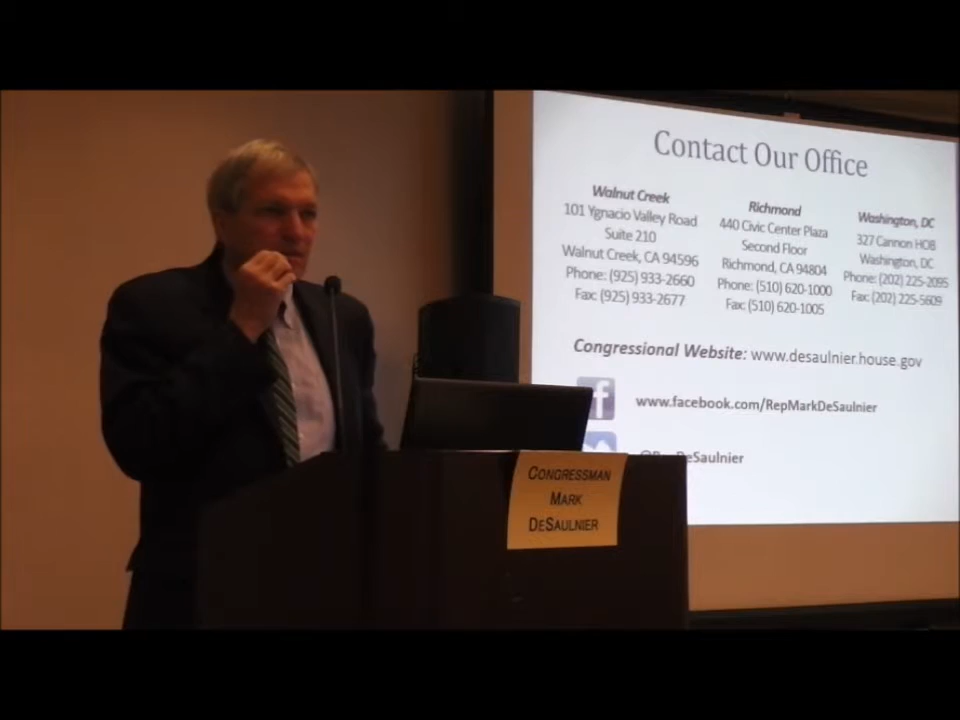 Contact Our Office
Walnut Creek
101 Ygnacio Valley Road
Suite 210
Walnut Creek, CA 94596
Phone: (925) 933-2660
Fax: (925) 933-2677
Richmond
440 Civic Center Plaza
Second Floor
Richmond, CA 94804
Phone: (510) 620-1000
Fax: (510) 620-1005
Washington, DC
327 Cannon HOB
Washington, DC
Phone: (202) 225-2095
Fax: (202) 225-5609
Congressional Website: www.desaulnier.house.gov
f
www.facebook.com/RepMarkDeSaulnier
DeSaulnier
CONGRESSMAN
MARK
DESAULNIER